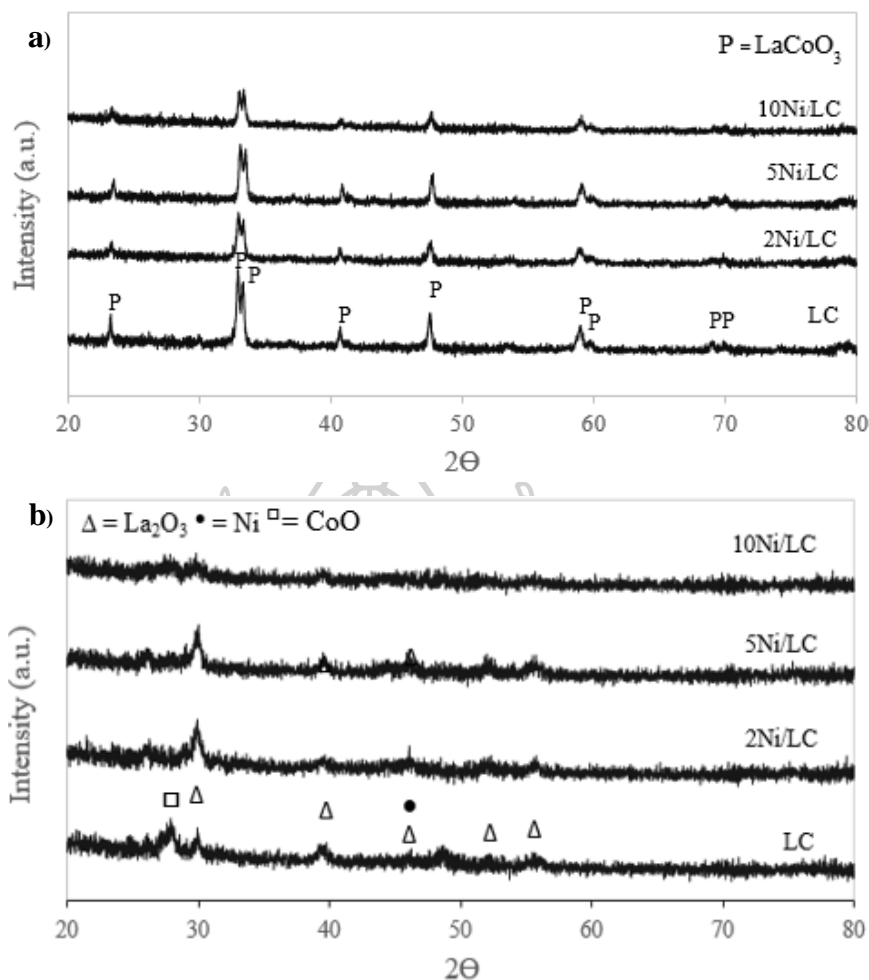 a)
P = LaCoO₃
10Ni/LC
5Ni/LC
2Ni/LC
LC
P
P
P
P
P
P
P
PP
Intensity (a.u.)
20 30 40 50 60 70 80
2Θ
b)
Δ = La₂O₃ • = Ni □ = CoO
10Ni/LC
5Ni/LC
2Ni/LC
LC
□ Δ Δ • Δ Δ Δ
Δ Δ
Intensity (a.u.)
20 30 40 50 60 70 80
2Θ